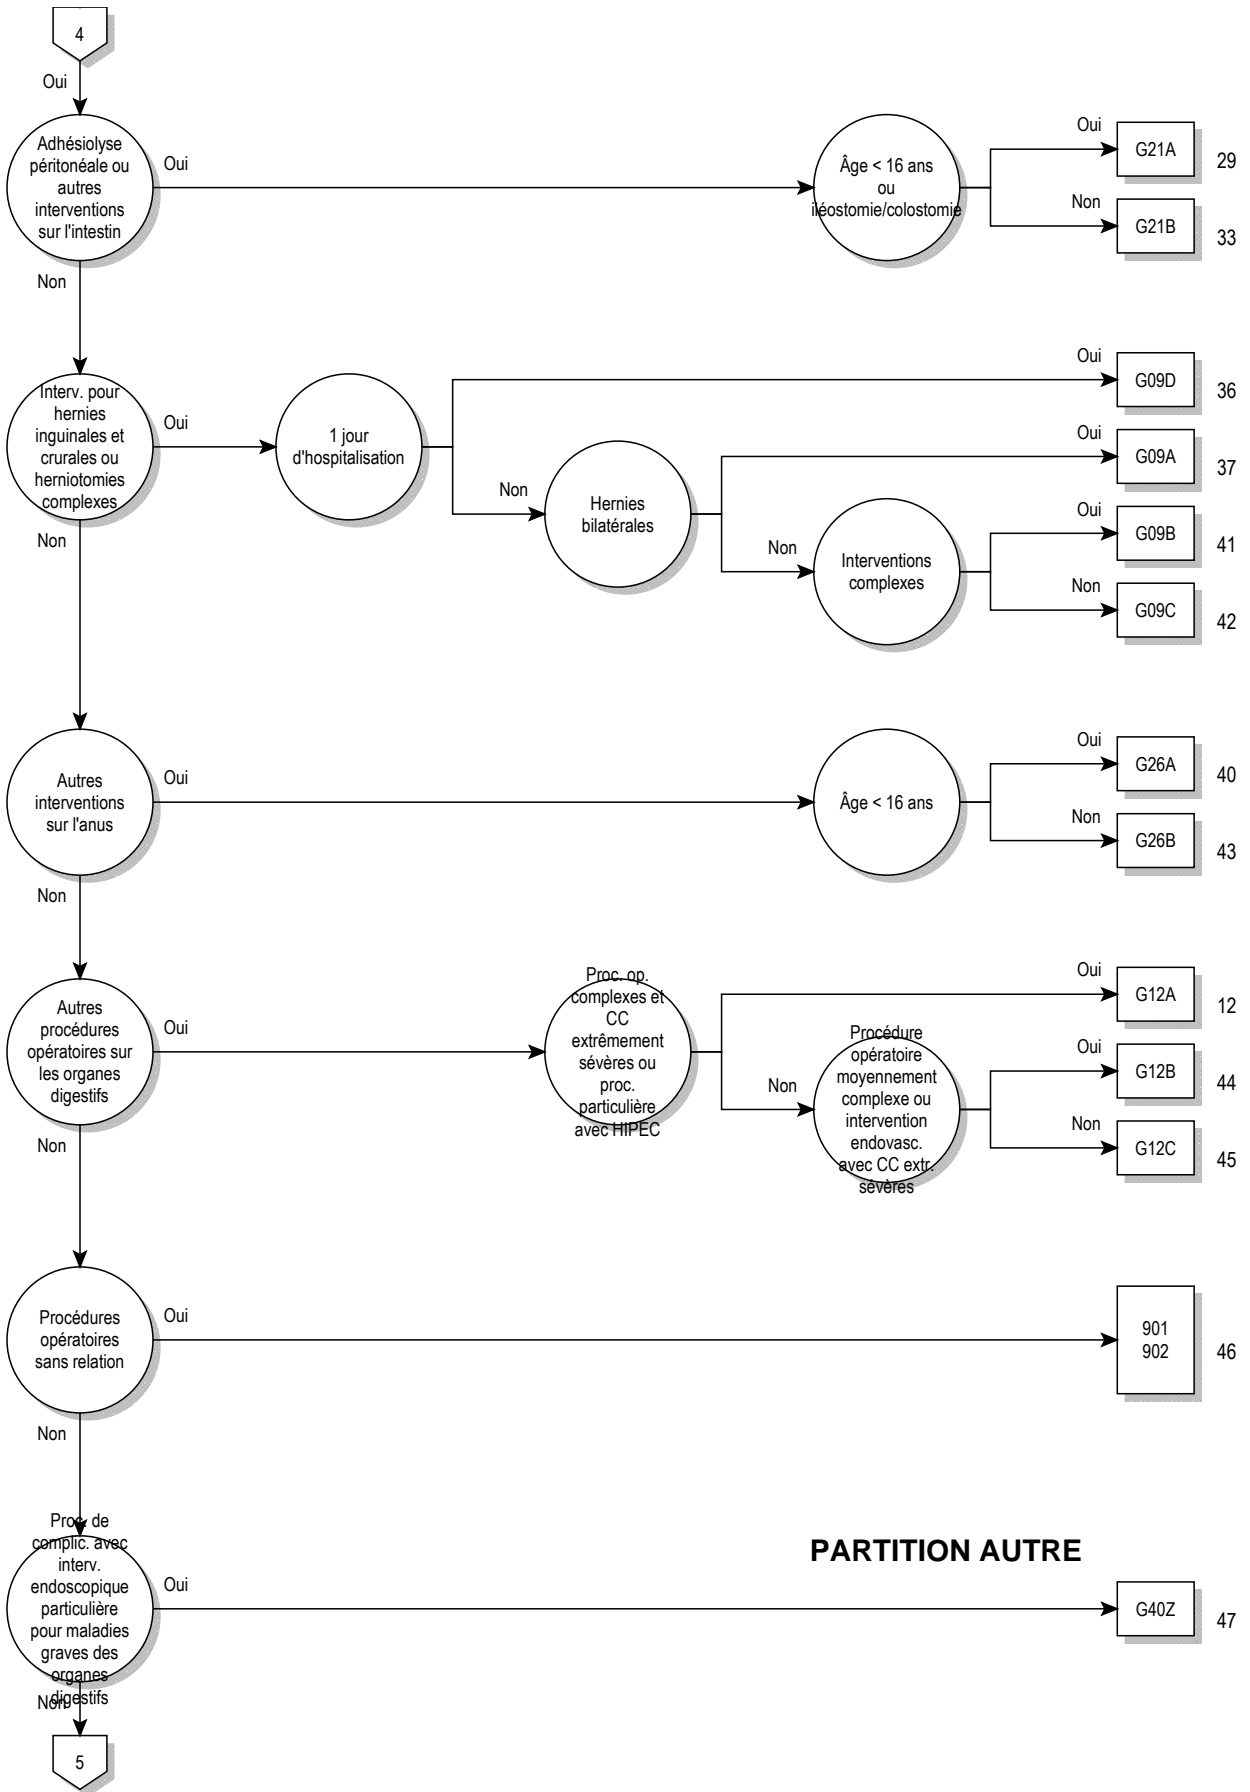 4
Oui
Adhésiolyse
péritonéale ou
autres
interventions
sur l'intestin
Oui
Âge < 16 ans
ou
iléostomie/colostomie
Oui
G21A
29
Non
G21B
33
Non
Interv. pour
hernies
inguinales et
crurales ou
herniotomies
complexes
Oui
1 jour
d'hospitalisation
Oui
G09D
36
Non
Hernies
bilatérales
Oui
G09A
37
Non
Interventions
complexes
Oui
G09B
41
Non
G09C
42
Non
Autres
interventions
sur l'anus
Oui
Âge < 16 ans
Oui
G26A
40
Non
G26B
43
Non
Autres
procédures
opératoires sur
les organes
digestifs
Oui
Proc. op.
complexes et
CC
extrêmement
sévères ou
proc.
particulière
avec HIPEC
Oui
G12A
12
Non
Procédure
opératoire
moyennement
complexe ou
intervention
endovasc.
avec CC extr.
sévères
Oui
G12B
44
Non
G12C
45
Non
Procédures
opératoires
sans relation
Oui
901
902
46
Non
PARTITION AUTRE
Proc. de
complic. avec
interv.
endoscopique
particulière
pour maladies
graves des
organes
digestifs
Oui
G40Z
47
Non
5